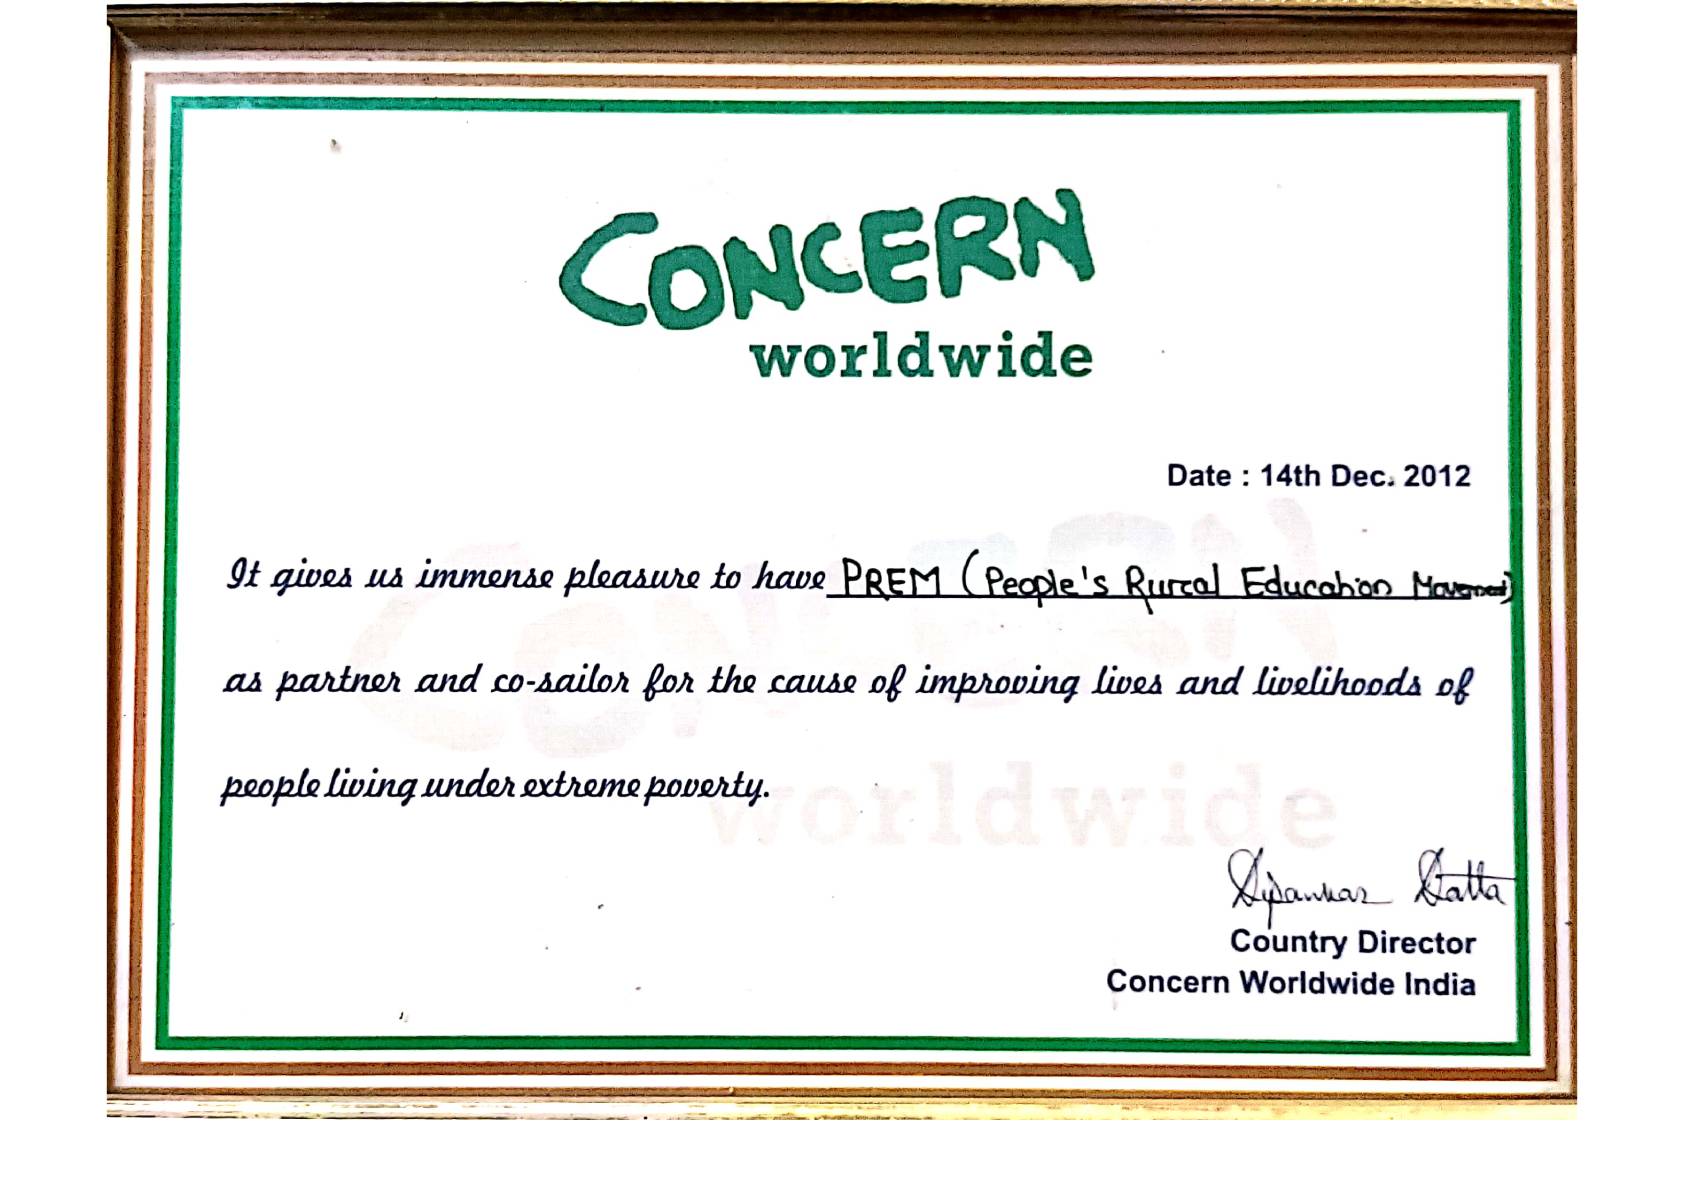 CONCERN
worldwide
Date : 14th Dec. 2012
It gives us immense pleasure to have PREM (People's Rural Education Movement)
as partner and co-sailor for the cause of improving lives and livelihoods of
people living under extreme poverty.
Dipankar Datta
Country Director
Concern Worldwide India